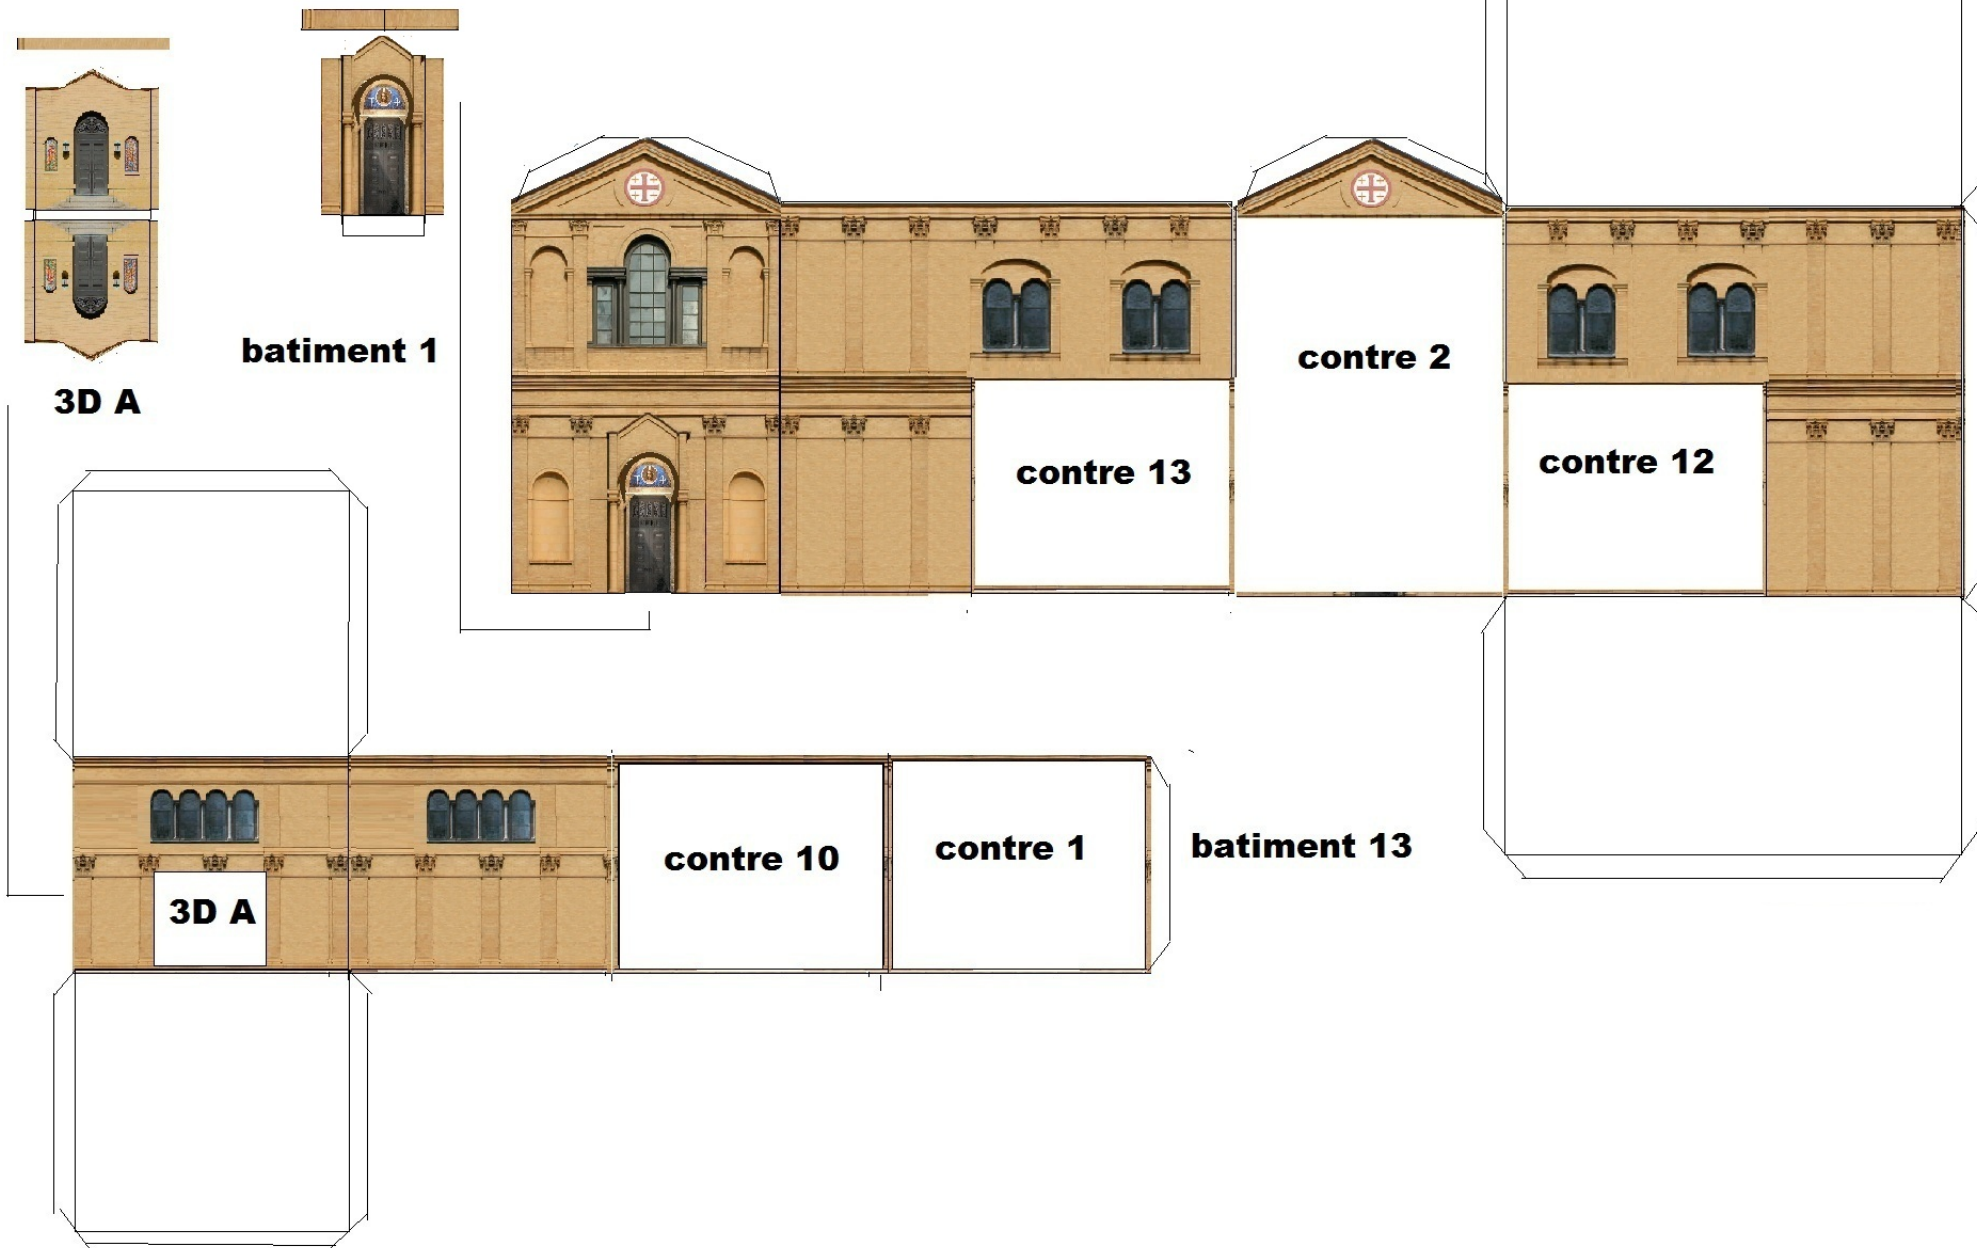 batiment 1
3D A
contre 2
contre 13
contre 12
contre 10
contre 1
batiment 13
3D A